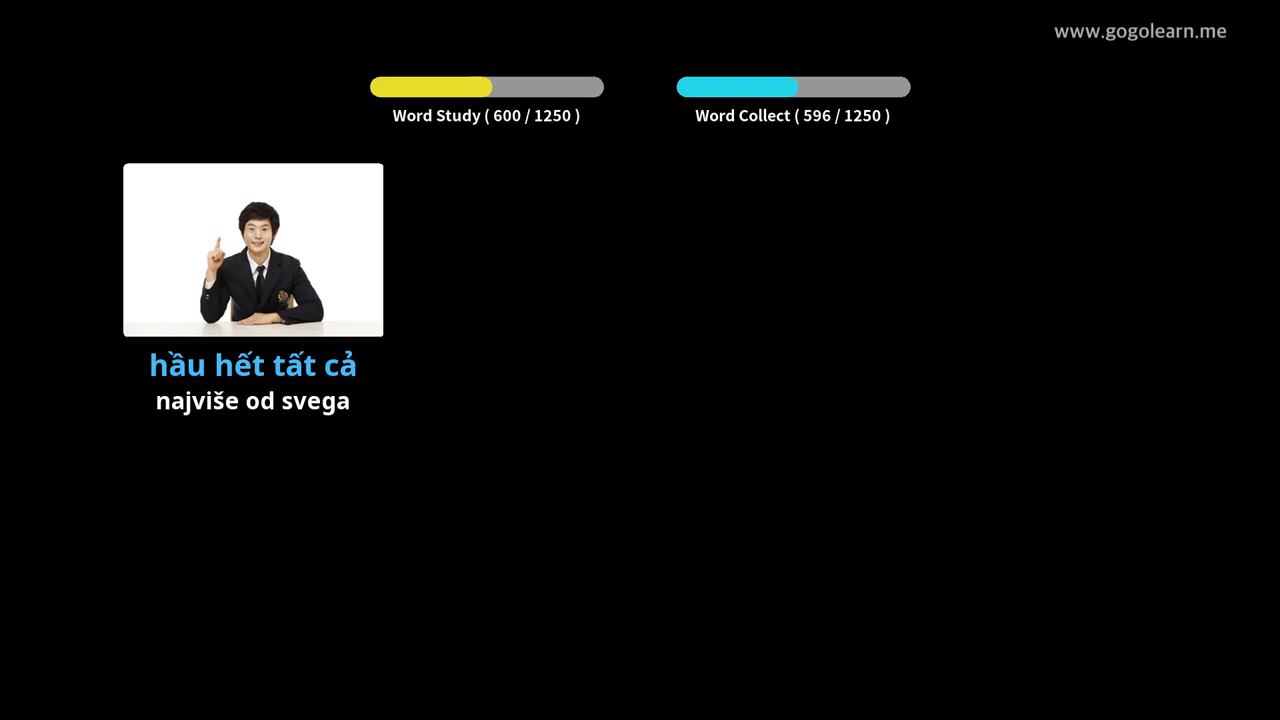 www.gogolearn.me
Word Study ( 600 / 1250 )
Word Collect ( 596 / 1250 )
hầu hết tất cả
najviše od svega